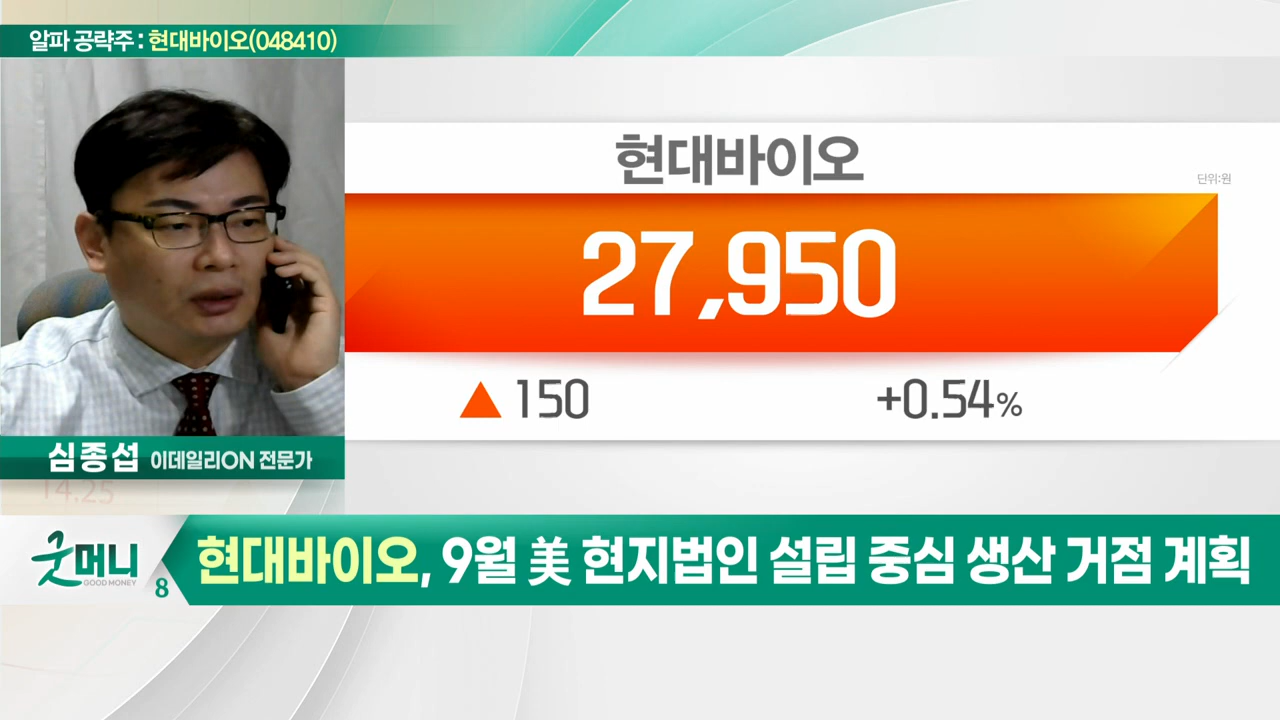 알파 공략주 : 현대바이오(048410)
현대바이오
단위:원
27,950
▲ 150
+0.54%
심종섭 이데일리ON 전문가
14.25
굿머니
GOOD MONEY
8
현대바이오, 9월 美 현지법인 설립 중심 생산 거점 계획